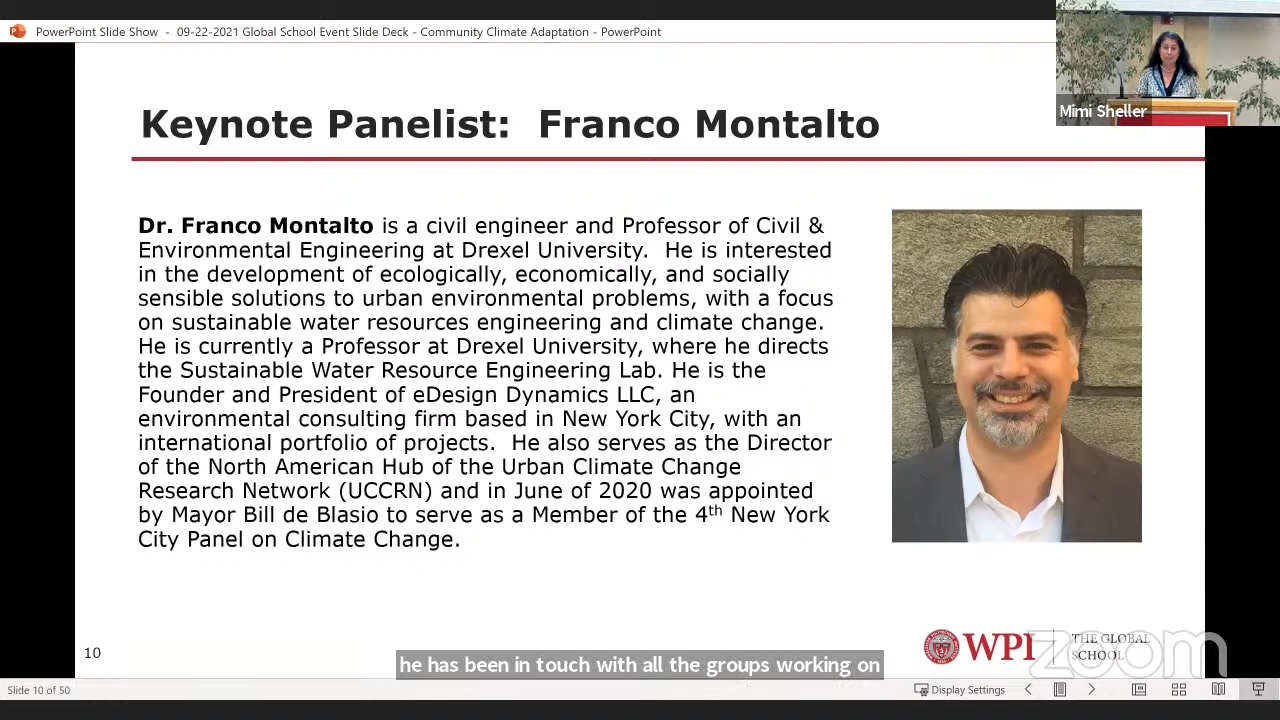 PowerPoint Slide Show - 09-22-2021 Global School Event Slide Deck - Community Climate Adaptation - PowerPoint
Mimi Sheller
Keynote Panelist: Franco Montalto
Dr. Franco Montalto is a civil engineer and Professor of Civil &
Environmental Engineering at Drexel University. He is interested
in the development of ecologically, economically, and socially
sensible solutions to urban environmental problems, with a focus
on sustainable water resources engineering and climate change.
He is currently a Professor at Drexel University, where he directs
the Sustainable Water Resource Engineering Lab. He is the
Founder and President of eDesign Dynamics LLC, an
environmental consulting firm based in New York City, with an
international portfolio of projects. He also serves as the Director
of the North American Hub of the Urban Climate Change
Research Network (UCCRN) and in June of 2020 was appointed
by Mayor Bill de Blasio to serve as a Member of the 4th New York
City Panel on Climate Change.
10
WPI
THE GLOBAL
SCHOOL
zoom
he has been in touch with all the groups working on
Slide 10 of 50
Display Settings